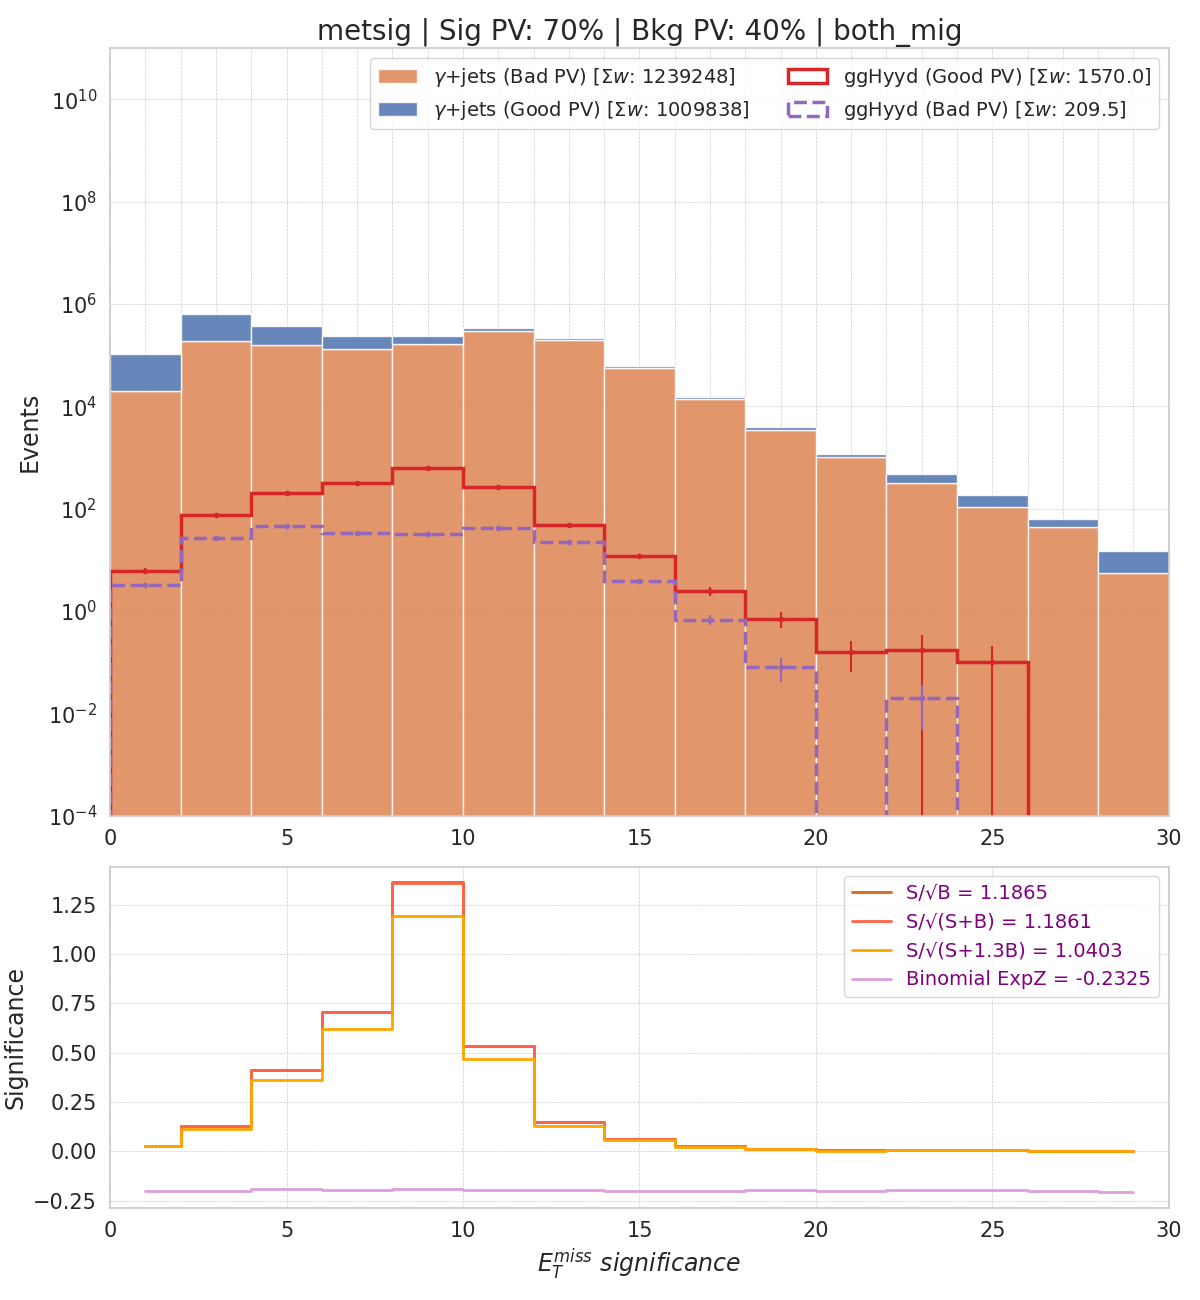 metsig | Sig PV: 70% | Bkg PV: 40% | both_mig
γ+jets (Bad PV) [Σw: 1239248]
γ+jets (Good PV) [Σw: 1009838]
ggHyyd (Good PV) [Σw: 1570.0]
ggHyyd (Bad PV) [Σw: 209.5]
Events
10^10
10^8
10^6
10^4
10^2
10^0
10^−2
10^−4
0 5 10 15 20 25 30
S/√B = 1.1865
S/√(S+B) = 1.1861
S/√(S+1.3B) = 1.0403
Binomial ExpZ = -0.2325
Significance
1.25
1.00
0.75
0.50
0.25
0.00
−0.25
0 5 10 15 20 25 30
E_T^miss significance